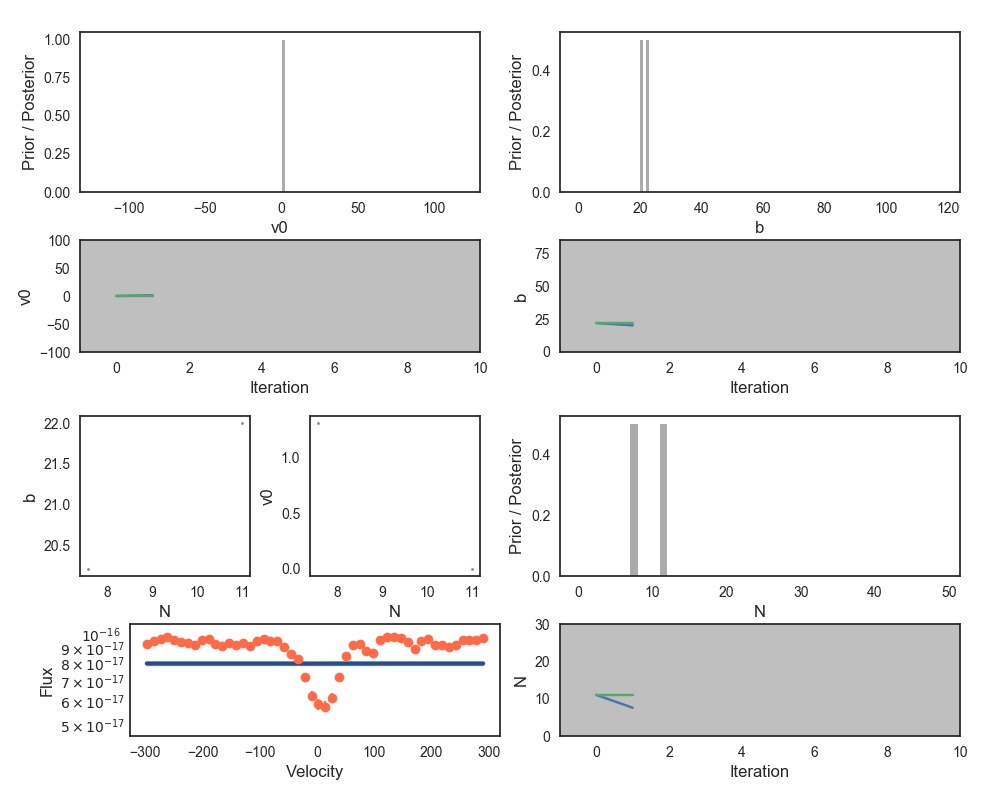 1.00
0.75
0.50
0.25
0.00
Prior / Posterior
−100 −50 0 50 100
v0
0.4
0.2
0.0
Prior / Posterior
0 20 40 60 80 100 120
b
100
50
0
−50
−100
v0
0 2 4 6 8 10
Iteration
75
50
25
0
b
0 2 4 6 8 10
Iteration
22.0
21.5
21.0
20.5
b
8 9 10 11
N
1.0
0.5
0.0
v0
8 9 10 11
N
0.4
0.2
0.0
Prior / Posterior
0 10 20 30 40 50
N
10⁻¹⁶
9 × 10⁻¹⁷
8 × 10⁻¹⁷
7 × 10⁻¹⁷
6 × 10⁻¹⁷
5 × 10⁻¹⁷
Flux
−300 −200 −100 0 100 200 300
Velocity
30
20
10
0
N
0 2 4 6 8 10
Iteration